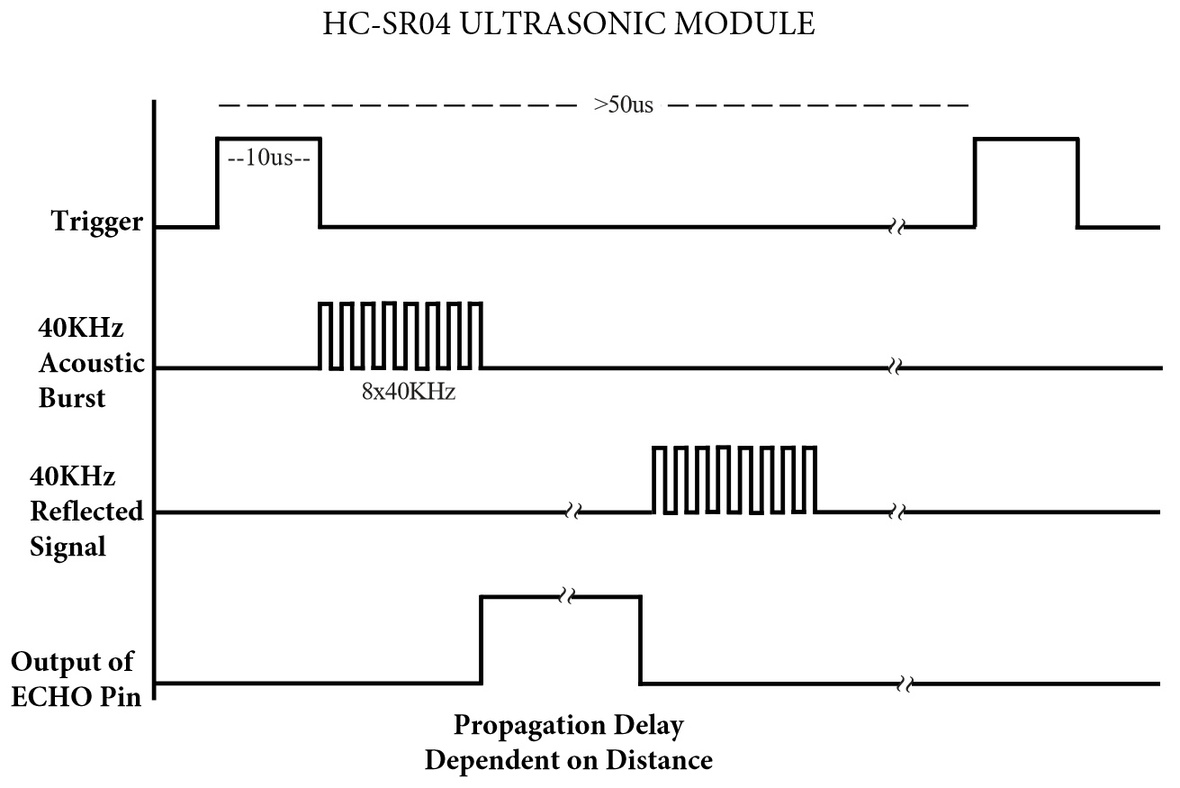 HC-SR04 ULTRASONIC MODULE
>50us
--10us--
Trigger
40KHz
Acoustic
Burst
8x40KHz
40KHz
Reflected
Signal
Output of
ECHO Pin
Propagation Delay
Dependent on Distance